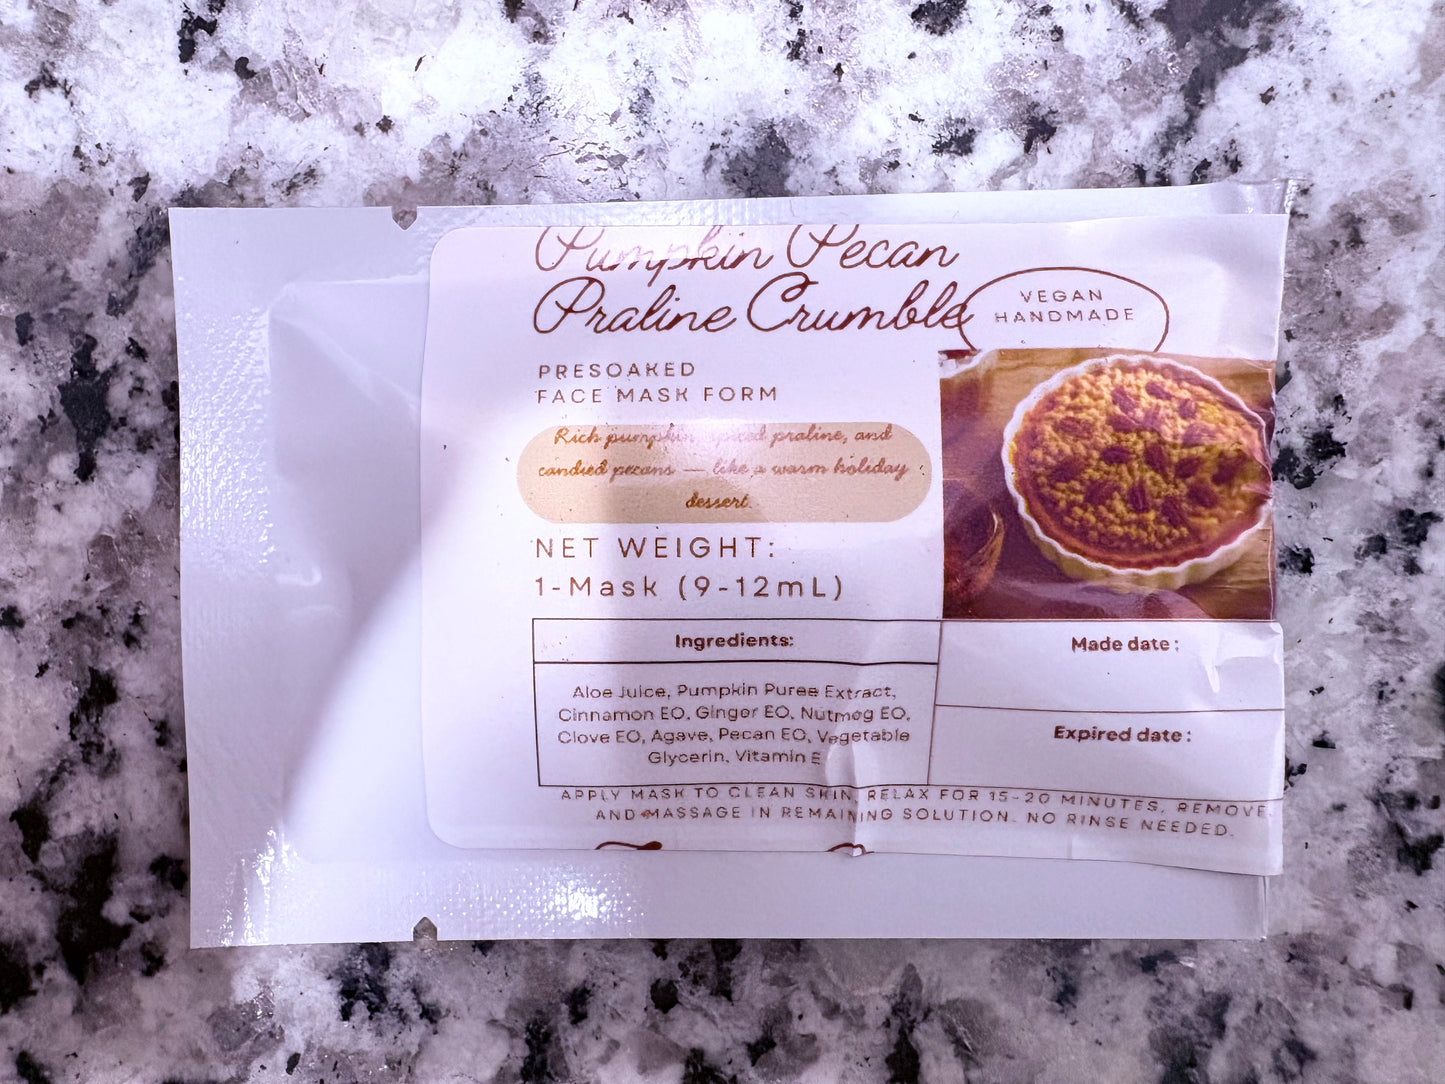 Pumpkin Pecan
Praline Crumble
VEGAN
HANDMADE
PRESOAKED
FACE MASK FORM
Rich pumpkin, spiced praline, and
candied pecans — like a warm holiday
dessert.
NET WEIGHT:
1-Mask (9-12mL)
Ingredients:
Aloe Juice, Pumpkin Puree Extract,
Cinnamon EO, Ginger EO, Nutmeg EO,
Clove EO, Agave, Pecan EO, Vegetable
Glycerin, Vitamin E
Made date :
Expired date :
APPLY MASK TO CLEAN SKIN. RELAX FOR 15-20 MINUTES. REMOVE
AND MASSAGE IN REMAINING SOLUTION. NO RINSE NEEDED.